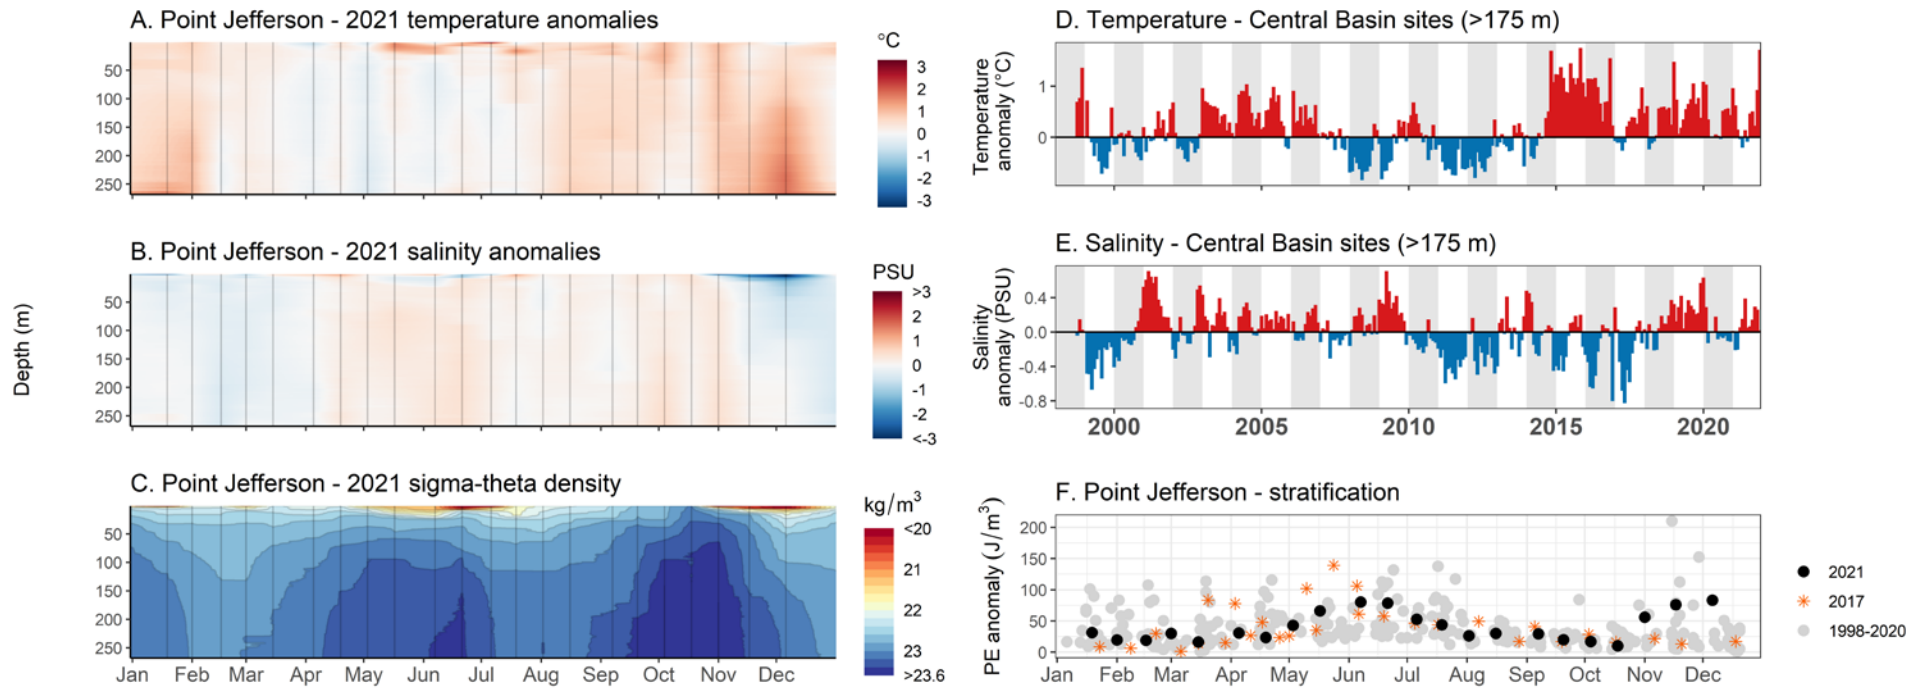 A. Point Jefferson - 2021 temperature anomalies
°C
50
100
150
200
250
3
2
1
0
-1
-2
-3
B. Point Jefferson - 2021 salinity anomalies
PSU
Depth (m)
50
100
150
200
250
>3
2
1
0
-1
-2
<-3
C. Point Jefferson - 2021 sigma-theta density
kg/m³
50
100
150
200
250
<20
21
22
23
>23.6
Jan Feb Mar Apr May Jun Jul Aug Sep Oct Nov Dec
D. Temperature - Central Basin sites (>175 m)
Temperature
anomaly (°C)
1
0
E. Salinity - Central Basin sites (>175 m)
Salinity
anomaly (PSU)
0.4
0.0
-0.4
-0.8
2000 2005 2010 2015 2020
F. Point Jefferson - stratification
PE anomaly (J/m³)
200
150
100
50
0
Jan Feb Mar Apr May Jun Jul Aug Sep Oct Nov Dec
2021
2017
1998-2020